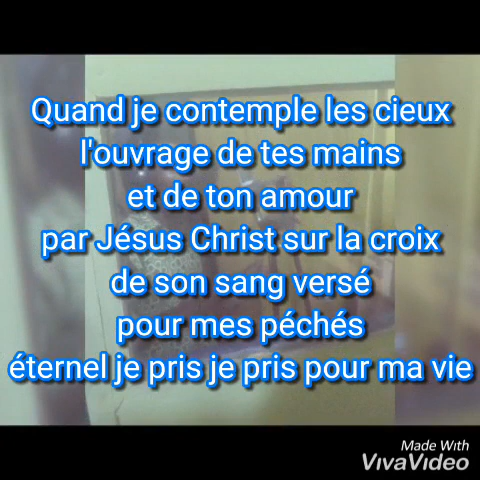 Quand je contemple les cieux
l'ouvrage de tes mains
et de ton amour
par Jésus Christ sur la croix
de son sang versé
pour mes péchés
éternel je pris je pris pour ma vie
Made With
VivaVideo